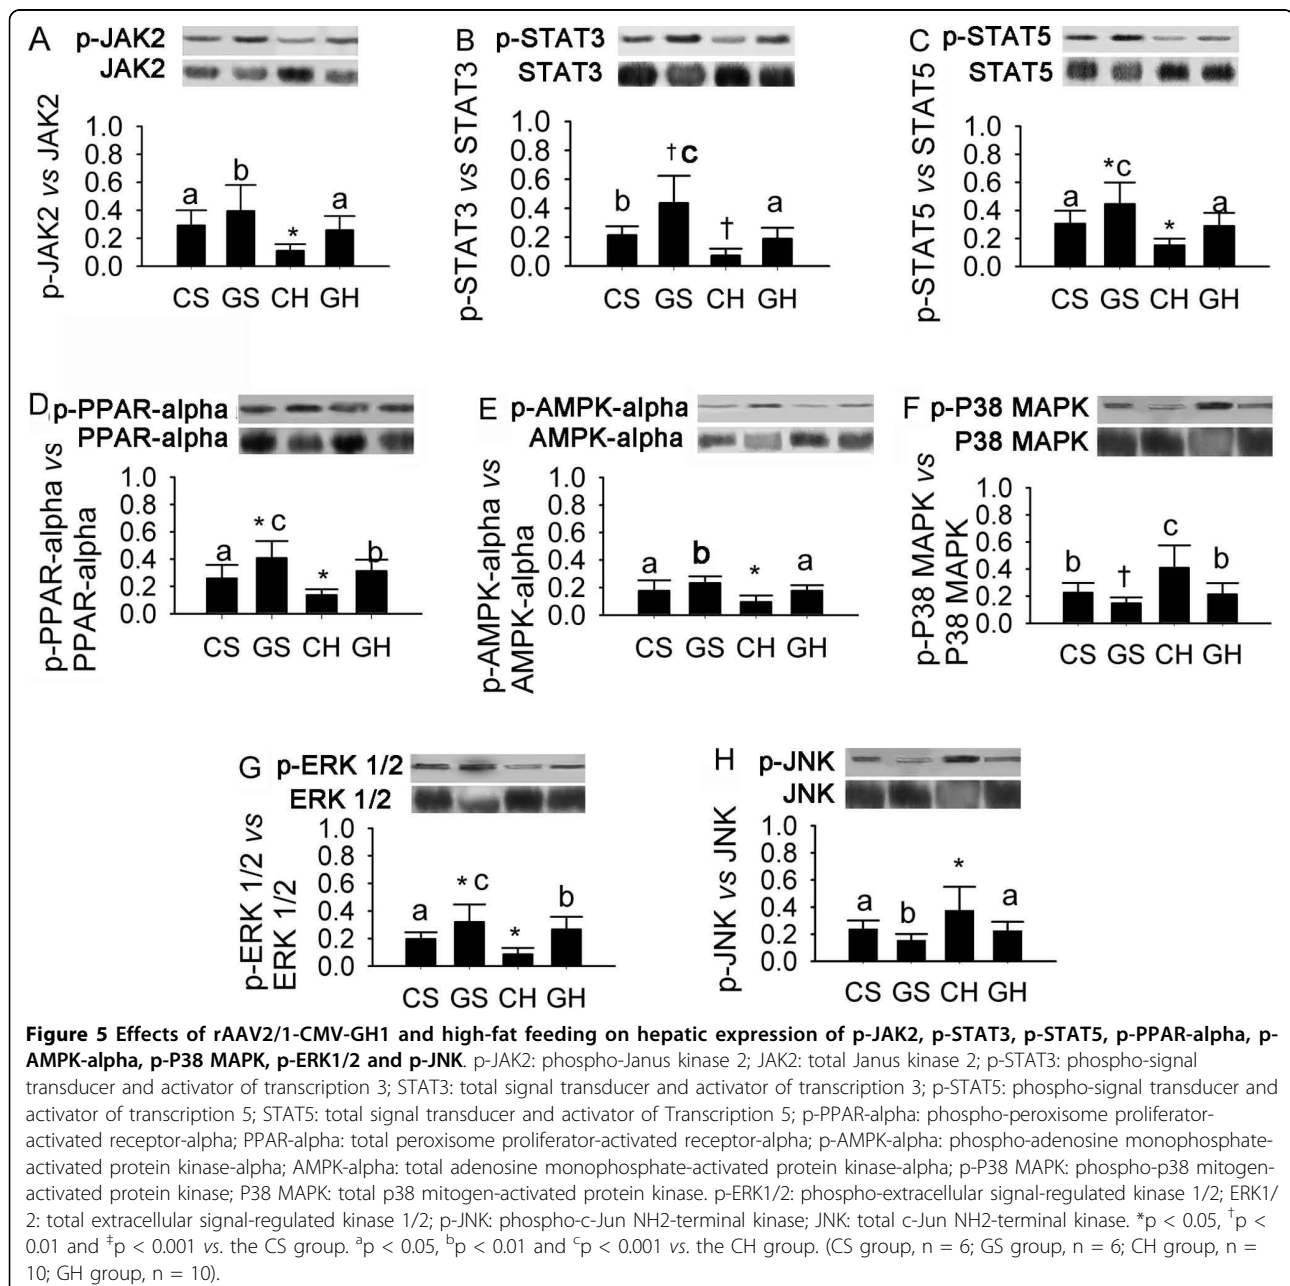 A p-JAK2
JAK2
p-JAK2 vs JAK2
1.0
0.8
0.6
0.4
0.2
0.0
a
b
*
a
CS GS CH GH
B p-STAT3
STAT3
p-STAT3 vs STAT3
1.0
0.8
0.6
0.4
0.2
0.0
b
†c
†
a
CS GS CH GH
C p-STAT5
STAT5
p-STAT5 vs STAT5
1.0
0.8
0.6
0.4
0.2
0.0
a
*c
*
a
CS GS CH GH
D p-PPAR-alpha
PPAR-alpha
p-PPAR-alpha vs
PPAR-alpha
1.0
0.8
0.6
0.4
0.2
0.0
a
* c
*
b
CS GS CH GH
E p-AMPK-alpha
AMPK-alpha
p-AMPK-alpha vs
AMPK-alpha
1.0
0.8
0.6
0.4
0.2
0.0
a
b
*
a
CS GS CH GH
F p-P38 MAPK
P38 MAPK
p-P38 MAPK vs
P38 MAPK
1.0
0.8
0.6
0.4
0.2
0.0
b
†
c
b
CS GS CH GH
G p-ERK 1/2
ERK 1/2
p-ERK 1/2 vs
ERK 1/2
1.0
0.8
0.6
0.4
0.2
0.0
a
* c
*
b
CS GS CH GH
H p-JNK
JNK
p-JNK vs JNK
1.0
0.8
0.6
0.4
0.2
0.0
a
b
*
a
CS GS CH GH
Figure 5 Effects of rAAV2/1-CMV-GH1 and high-fat feeding on hepatic expression of p-JAK2, p-STAT3, p-STAT5, p-PPAR-alpha, p-
AMPK-alpha, p-P38 MAPK, p-ERK1/2 and p-JNK. p-JAK2: phospho-Janus kinase 2; JAK2: total Janus kinase 2; p-STAT3: phospho-signal
transducer and activator of transcription 3; STAT3: total signal transducer and activator of transcription 3; p-STAT5: phospho-signal transducer and
activator of transcription 5; STAT5: total signal transducer and activator of Transcription 5; p-PPAR-alpha: phospho-peroxisome proliferator-
activated receptor-alpha; PPAR-alpha: total peroxisome proliferator-activated receptor-alpha; p-AMPK-alpha: phospho-adenosine monophosphate-
activated protein kinase-alpha; AMPK-alpha: total adenosine monophosphate-activated protein kinase-alpha; p-P38 MAPK: phospho-p38 mitogen-
activated protein kinase; P38 MAPK: total p38 mitogen-activated protein kinase. p-ERK1/2: phospho-extracellular signal-regulated kinase 1/2; ERK1/
2: total extracellular signal-regulated kinase 1/2; p-JNK: phospho-c-Jun NH2-terminal kinase; JNK: total c-Jun NH2-terminal kinase. *p < 0.05, †p <
0.01 and ‡p < 0.001 vs. the CS group. ᵃp < 0.05, ᵇp < 0.01 and ᶜp < 0.001 vs. the CH group. (CS group, n = 6; GS group, n = 6; CH group, n =
10; GH group, n = 10).